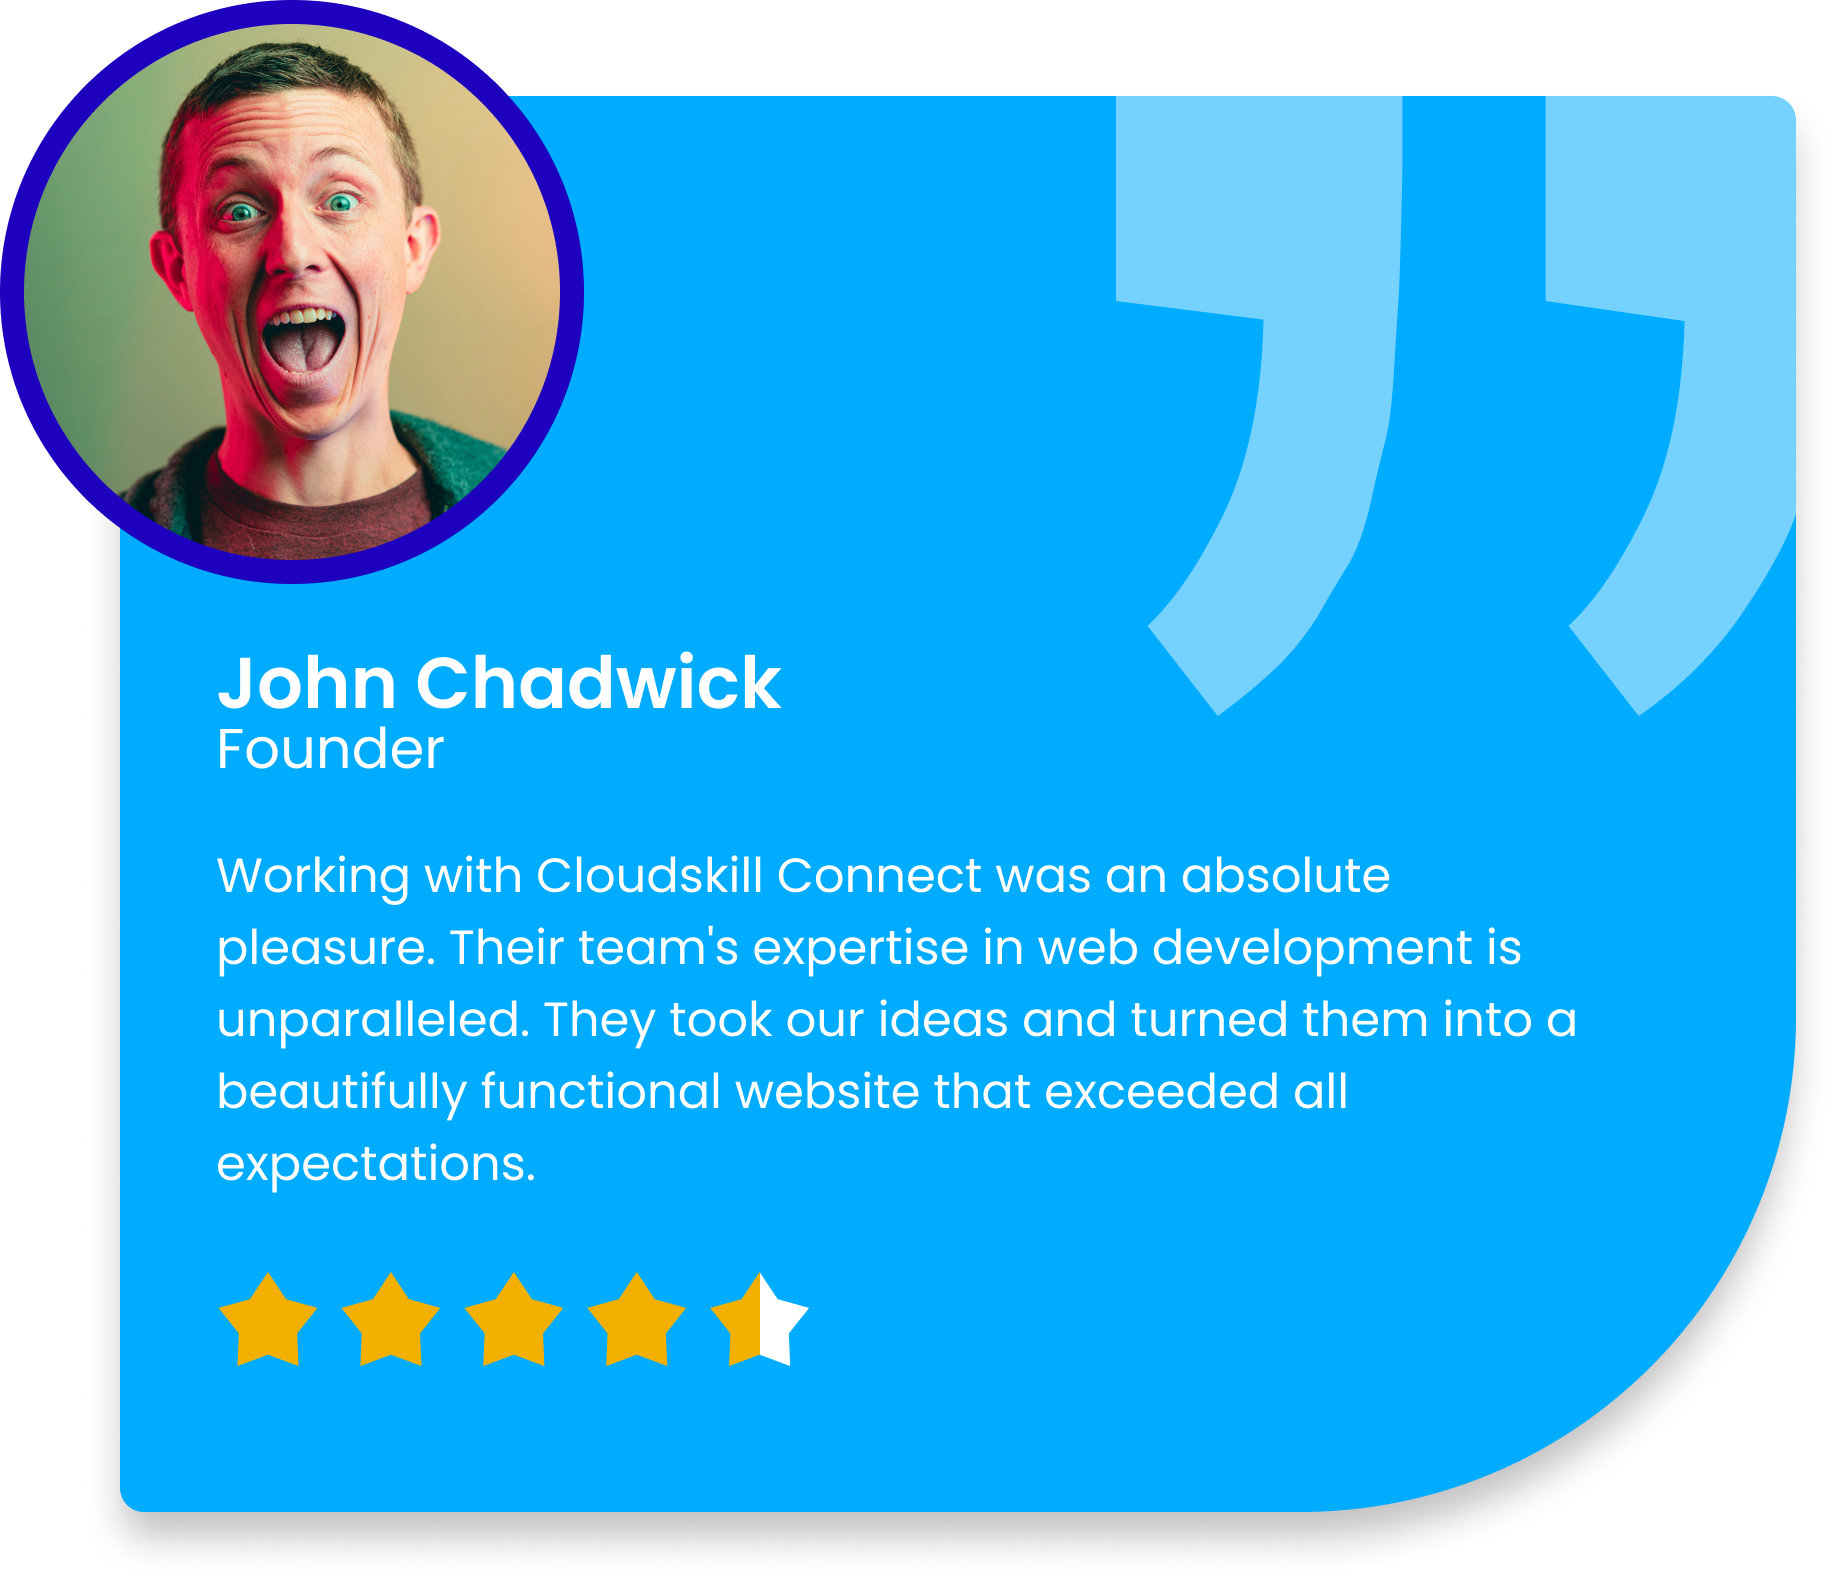 John Chadwick
Founder
Working with Cloudskill Connect was an absolute
pleasure. Their team's expertise in web development is
unparalleled. They took our ideas and turned them into a
beautifully functional website that exceeded all
expectations.